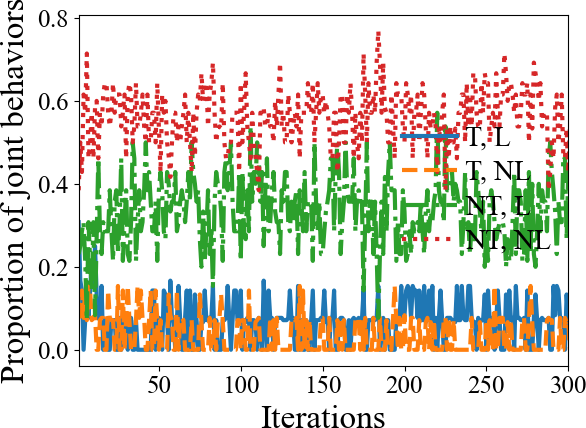 Proportion of joint behaviors
0.8
0.6
0.4
0.2
0.0
T, L
T, NL
NT, L
NT, NL
50
100
150
200
250
300
Iterations